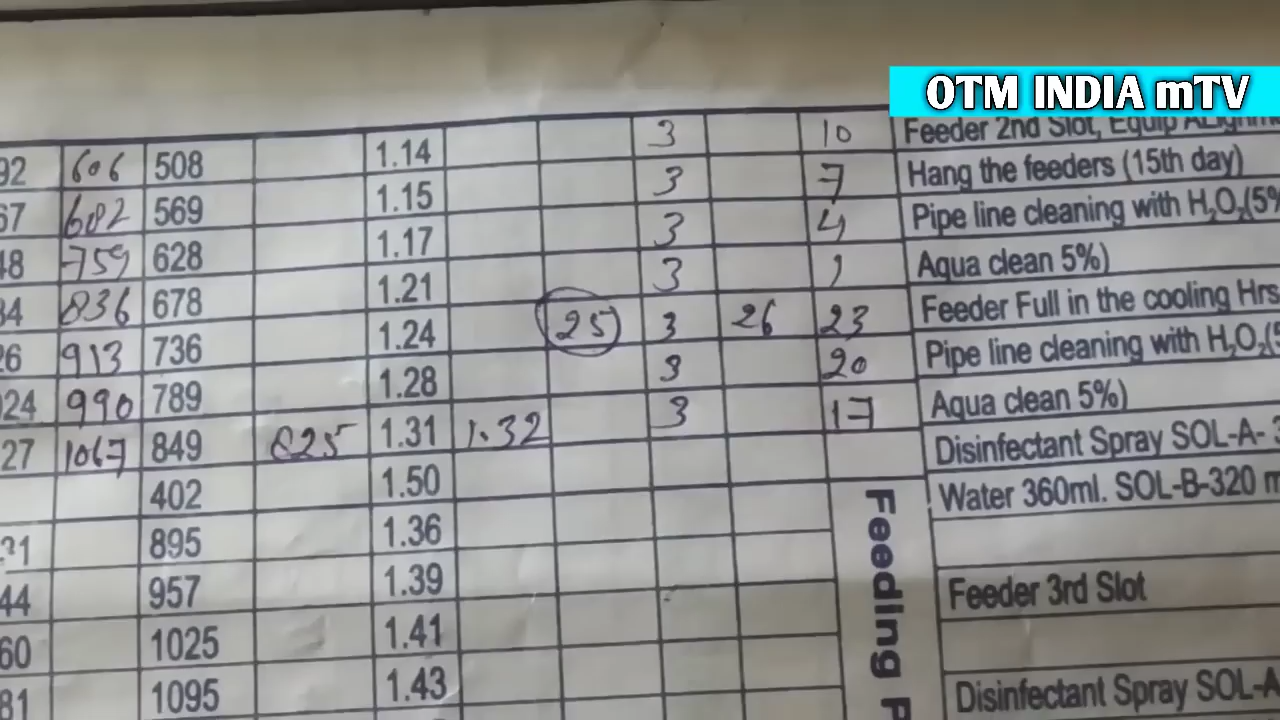 OTM INDIA mTV
92 606 508 1.14 3 10 Feeder 2nd Slot, Equip
67 682 569 1.15 3 7 Hang the feeders (15th day)
48 759 628 1.17 3 4 Pipe line cleaning with H₂O₂(5%
34 836 678 1.21 3 1 Aqua clean 5%)
26 913 736 1.24 25 3 26 23 Feeder Full in the cooling Hrs
024 990 789 1.28 3 20 Pipe line cleaning with H₂O₂(5
27 1067 849 825 1.31 1.32 3 17 Aqua clean 5%)
402 1.50 Disinfectant Spray SOL-A-
31 895 1.36 Water 360ml. SOL-B-320 m
44 957 1.39
60 1025 1.41 Feeder 3rd Slot
81 1095 1.43 Disinfectant Spray SOL-A
Feeding P